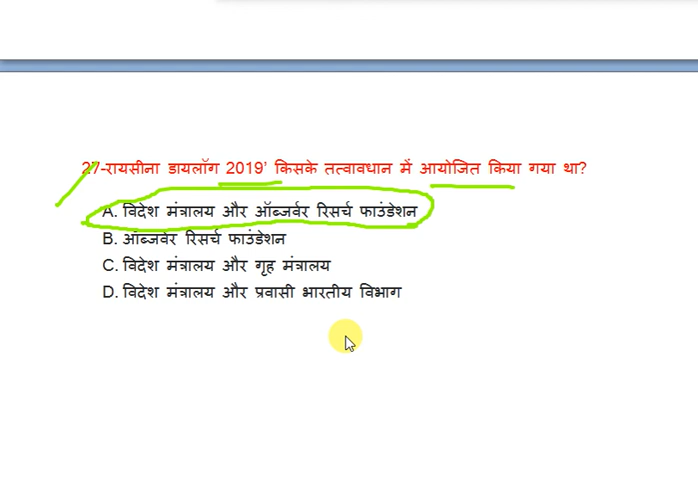 27-रायसीना डायलॉग 2019' किसके तत्वावधान में आयोजित किया गया था?
A. विदेश मंत्रालय और ऑब्जर्वर रिसर्च फाउंडेशन
B. ऑब्जर्वर रिसर्च फाउंडेशन
C. विदेश मंत्रालय और गृह मंत्रालय
D. विदेश मंत्रालय और प्रवासी भारतीय विभाग